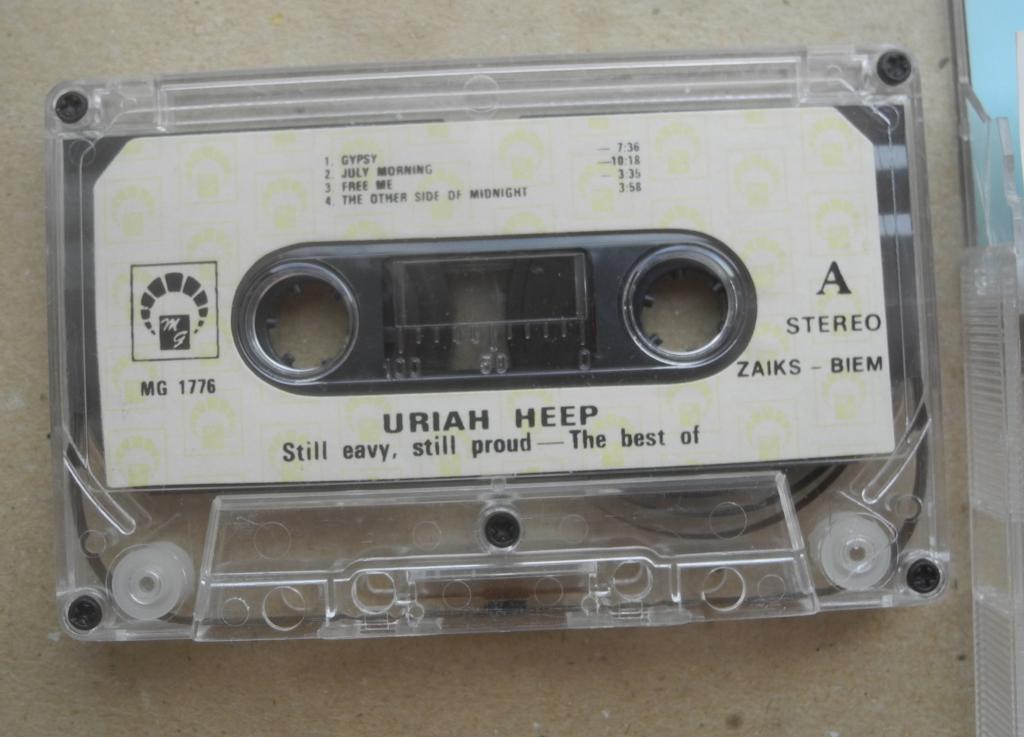 1. GYPSY — 7:36
2. JULY MORNING —10:18
3. FREE ME — 3:35
4. THE OTHER SIDE OF MIDNIGHT 3:58
MG
A
STEREO
ZAIKS - BIEM
MG 1776
100 50 0
URIAH HEEP
Still eavy, still proud — The best of